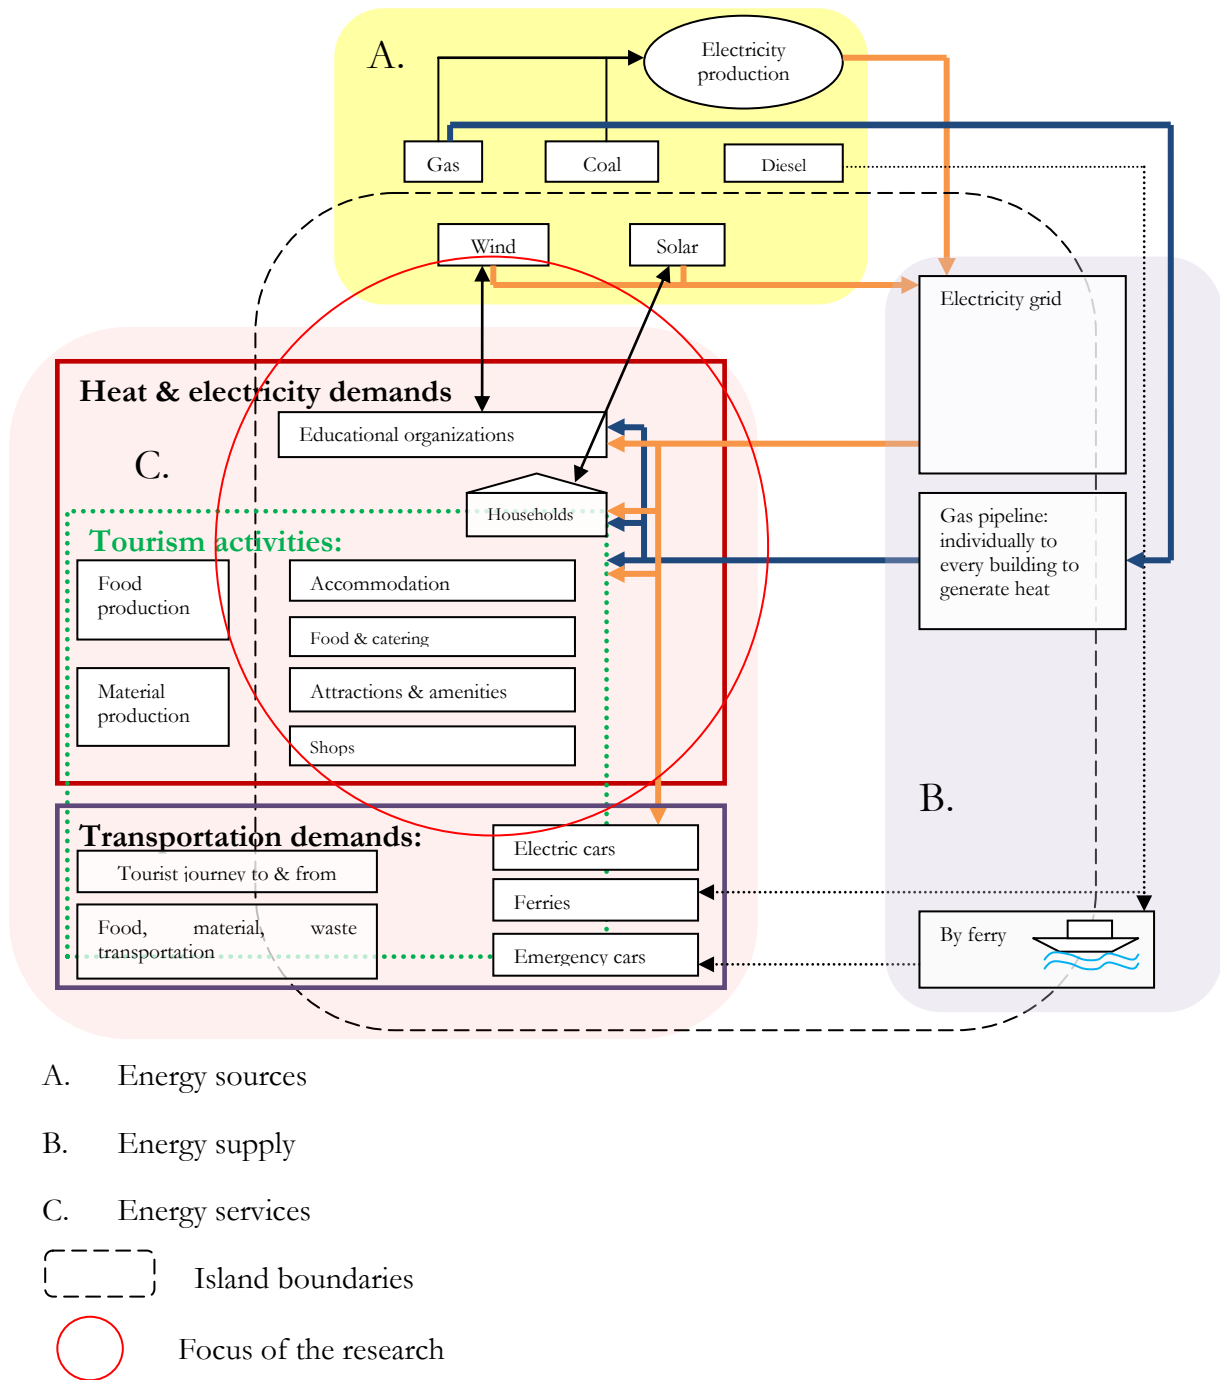 A.
Electricity
production
Gas
Coal
Diesel
Wind
Solar
Electricity grid
Heat & electricity demands
Educational organizations
C.
Households
Tourism activities:
Food
production
Accommodation
Food & catering
Material
production
Attractions & amenities
Shops
Gas pipeline:
individually to
every building to
generate heat
B.
Transportation demands:
Tourist journey to & from
Food, material, waste
transportation
Electric cars
Ferries
Emergency cars
By ferry
A. Energy sources
B. Energy supply
C. Energy services
Island boundaries
Focus of the research